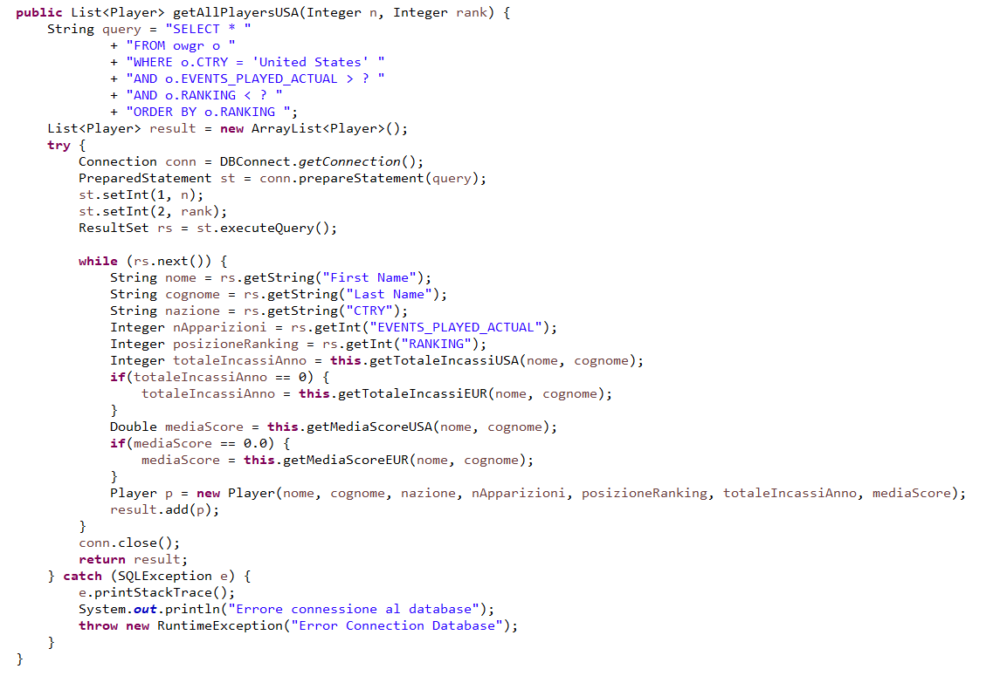 public List<Player> getAllPlayersUSA(Integer n, Integer rank) {
    String query = "SELECT * "
            + "FROM owgr o "
            + "WHERE o.CTRY = 'United States' "
            + "AND o.EVENTS_PLAYED_ACTUAL > ? "
            + "AND o.RANKING < ? "
            + "ORDER BY o.RANKING ";
    List<Player> result = new ArrayList<Player>();
    try {
        Connection conn = DBConnect.getConnection();
        PreparedStatement st = conn.prepareStatement(query);
        st.setInt(1, n);
        st.setInt(2, rank);
        ResultSet rs = st.executeQuery();

        while (rs.next()) {
            String nome = rs.getString("First Name");
            String cognome = rs.getString("Last Name");
            String nazione = rs.getString("CTRY");
            Integer nApparizioni = rs.getInt("EVENTS_PLAYED_ACTUAL");
            Integer posizioneRanking = rs.getInt("RANKING");
            Integer totaleIncassiAnno = this.getTotaleIncassiUSA(nome, cognome);
            if(totaleIncassiAnno == 0) {
                totaleIncassiAnno = this.getTotaleIncassiEUR(nome, cognome);
            }
            Double mediaScore = this.getMediaScoreUSA(nome, cognome);
            if(mediaScore == 0.0) {
                mediaScore = this.getMediaScoreEUR(nome, cognome);
            }
            Player p = new Player(nome, cognome, nazione, nApparizioni, posizioneRanking, totaleIncassiAnno, mediaScore);
            result.add(p);
        }
        conn.close();
        return result;
    } catch (SQLException e) {
        e.printStackTrace();
        System.out.println("Errore connessione al database");
        throw new RuntimeException("Error Connection Database");
    }
}